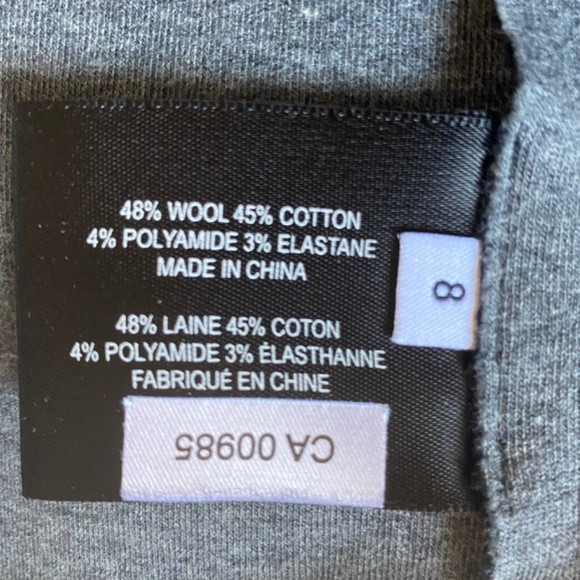 48% WOOL 45% COTTON
4% POLYAMIDE 3% ELASTANE
MADE IN CHINA
8
48% LAINE 45% COTON
4% POLYAMIDE 3% ÉLASTHANNE
FABRIQUÉ EN CHINE
CA 00985